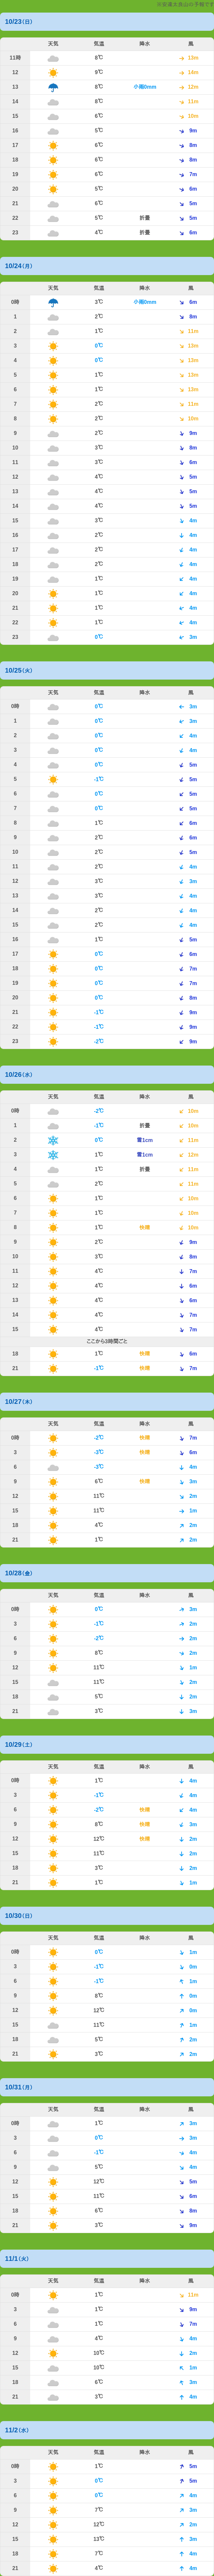 ※会津大笠山☆手軽です
10/23(日)
天気 気温 降水 風
11時 8℃ 13m
12 9℃ 14m
13 8℃ 小雨0mm 12m
14 8℃ 11m
15 6℃ 10m
16 5℃ 9m
17 6℃ 8m
18 6℃ 8m
19 6℃ 7m
20 5℃ 6m
21 6℃ 5m
22 5℃ 折畳 5m
23 4℃ 折畳 6m
10/24(月)
天気 気温 降水 風
0時 3℃ 小雨0mm 6m
1 2℃ 8m
2 1℃ 11m
3 0℃ 13m
4 0℃ 13m
5 1℃ 13m
6 1℃ 13m
7 2℃ 11m
8 2℃ 10m
9 2℃ 9m
10 3℃ 8m
11 3℃ 6m
12 4℃ 5m
13 4℃ 5m
14 4℃ 5m
15 3℃ 4m
16 2℃ 4m
17 2℃ 4m
18 2℃ 4m
19 1℃ 4m
20 1℃ 4m
21 1℃ 4m
22 1℃ 4m
23 0℃ 3m
10/25(火)
天気 気温 降水 風
0時 0℃ 3m
1 0℃ 3m
2 0℃ 4m
3 0℃ 4m
4 0℃ 5m
5 -1℃ 5m
6 0℃ 5m
7 0℃ 5m
8 1℃ 6m
9 2℃ 6m
10 2℃ 5m
11 2℃ 4m
12 3℃ 3m
13 3℃ 4m
14 2℃ 4m
15 2℃ 4m
16 1℃ 5m
17 0℃ 6m
18 0℃ 7m
19 0℃ 7m
20 0℃ 8m
21 -1℃ 9m
22 -1℃ 9m
23 -2℃ 9m
10/26(水)
天気 気温 降水 風
0時 -2℃ 10m
1 -1℃ 折畳 10m
2 0℃ 雪1cm 11m
3 1℃ 雪1cm 12m
4 1℃ 折畳 11m
5 2℃ 11m
6 1℃ 10m
7 1℃ 10m
8 1℃ 快晴 10m
9 2℃ 9m
10 3℃ 8m
11 4℃ 7m
12 4℃ 6m
13 4℃ 6m
14 4℃ 7m
15 4℃ 7m
ここから3時間ごと
18 1℃ 快晴 6m
21 -1℃ 快晴 7m
10/27(木)
天気 気温 降水 風
0時 -2℃ 快晴 7m
3 -3℃ 快晴 6m
6 -3℃ 4m
9 6℃ 快晴 3m
12 11℃ 2m
15 11℃ 1m
18 4℃ 2m
21 1℃ 2m
10/28(金)
天気 気温 降水 風
0時 0℃ 3m
3 -1℃ 2m
6 -2℃ 2m
9 8℃ 2m
12 11℃ 1m
15 11℃ 2m
18 5℃ 2m
21 3℃ 3m
10/29(土)
天気 気温 降水 風
0時 1℃ 4m
3 -1℃ 4m
6 -2℃ 快晴 4m
9 8℃ 快晴 3m
12 12℃ 快晴 2m
15 11℃ 2m
18 3℃ 2m
21 1℃ 1m
10/30(日)
天気 気温 降水 風
0時 0℃ 1m
3 -1℃ 0m
6 -1℃ 1m
9 8℃ 0m
12 12℃ 0m
15 11℃ 1m
18 5℃ 2m
21 3℃ 2m
10/31(月)
天気 気温 降水 風
0時 1℃ 3m
3 0℃ 3m
6 -1℃ 4m
9 5℃ 4m
12 12℃ 5m
15 11℃ 6m
18 6℃ 8m
21 3℃ 9m
11/1(火)
天気 気温 降水 風
0時 1℃ 11m
3 1℃ 9m
6 1℃ 7m
9 4℃ 4m
12 10℃ 2m
15 10℃ 1m
18 6℃ 3m
21 3℃ 4m
11/2(水)
天気 気温 降水 風
0時 1℃ 5m
3 0℃ 5m
6 0℃ 4m
9 7℃ 3m
12 12℃ 2m
15 13℃ 3m
18 7℃ 4m
21 4℃ 4m